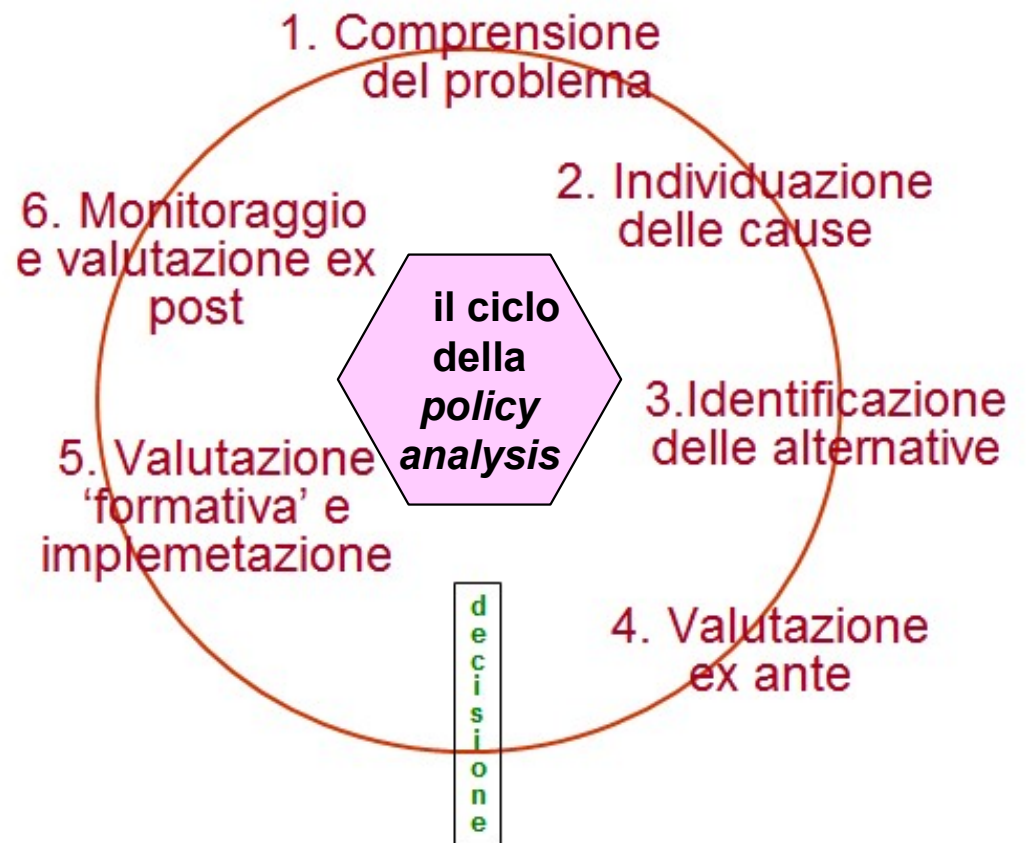 1. Comprensione
del problema
2. Individuazione
delle cause
3.Identificazione
delle alternative
4. Valutazione
ex ante
decisione
5. Valutazione
‘formativa’ e
implemetazione
6. Monitoraggio
e valutazione ex
post
il ciclo
della
policy
analysis